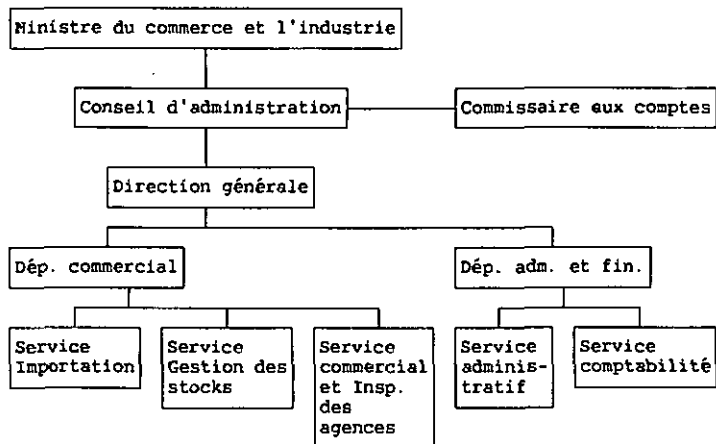 Ministre du commerce et l'industrie
Conseil d'administration
Commissaire aux comptes
Direction générale
Dép. commercial
Dép. adm. et fin.
Service
Importation
Service
Gestion des
stocks
Service
commercial
et Insp.
des
agences
Service
adminis-
tratif
Service
comptabilité